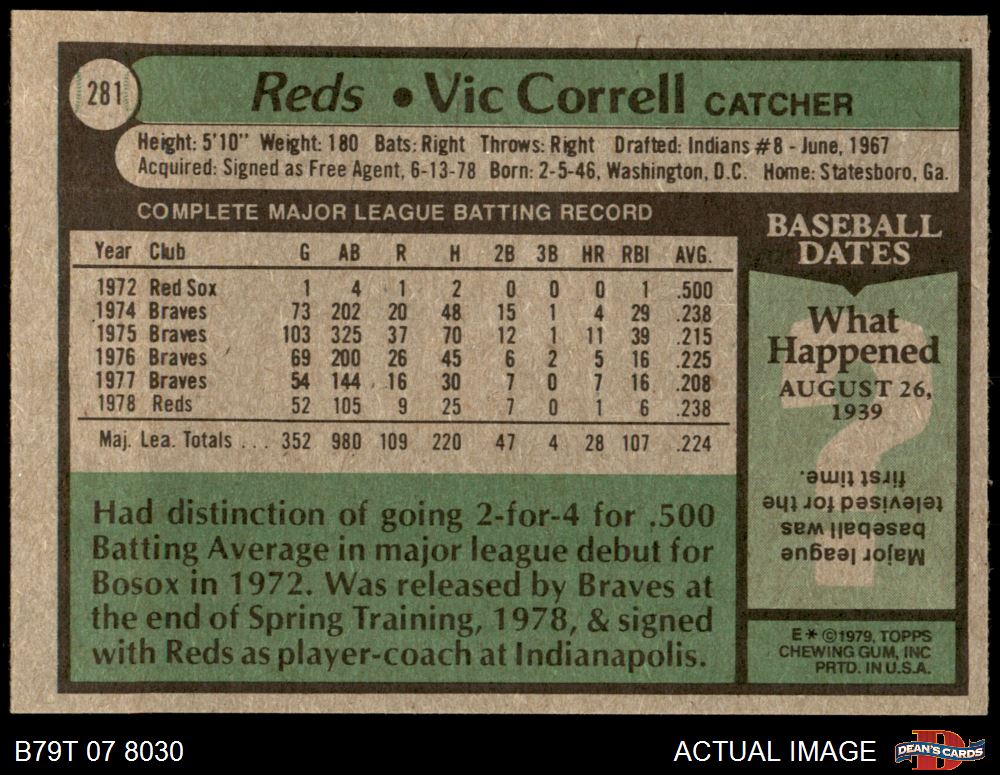 281
Reds • Vic Correll CATCHER
Height: 5'10" Weight: 180 Bats: Right Throws: Right Drafted: Indians #8 - June, 1967
Acquired: Signed as Free Agent, 6-13-78 Born: 2-5-46, Washington, D.C. Home: Statesboro, Ga.
COMPLETE MAJOR LEAGUE BATTING RECORD
Year Club G AB R H 2B 3B HR RBI AVG.
1972 Red Sox 1 4 1 2 0 0 0 1 .500
1974 Braves 73 202 20 48 15 1 4 29 .238
1975 Braves 103 325 37 70 12 1 11 39 .215
1976 Braves 69 200 26 45 6 2 5 16 .225
1977 Braves 54 144 16 30 7 0 7 16 .208
1978 Reds 52 105 9 25 7 0 1 6 .238
Maj. Lea. Totals ... 352 980 109 220 47 4 28 107 .224
Had distinction of going 2-for-4 for .500
Batting Average in major league debut for
Bosox in 1972. Was released by Braves at
the end of Spring Training, 1978, & signed
with Reds as player-coach at Indianapolis.
BASEBALL
DATES
What
Happened
AUGUST 26,
1939
?
Major league
baseball was
televised for the
first time.
E* ©1979, TOPPS
CHEWING GUM, INC
PRTD. IN U.S.A.
B79T 07 8030
ACTUAL IMAGE
DEAN'S CARDS